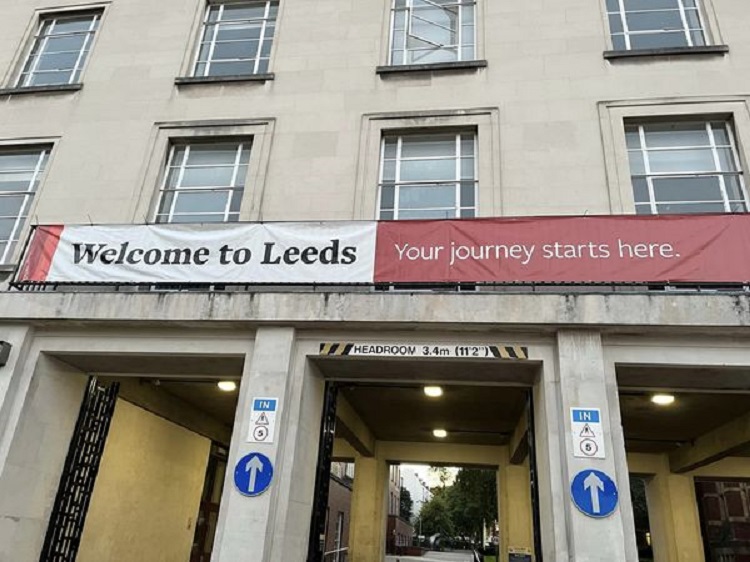 Welcome to Leeds
Your journey starts here.
HEADROOM 3.4m (11'2")
IN
5
IN
5